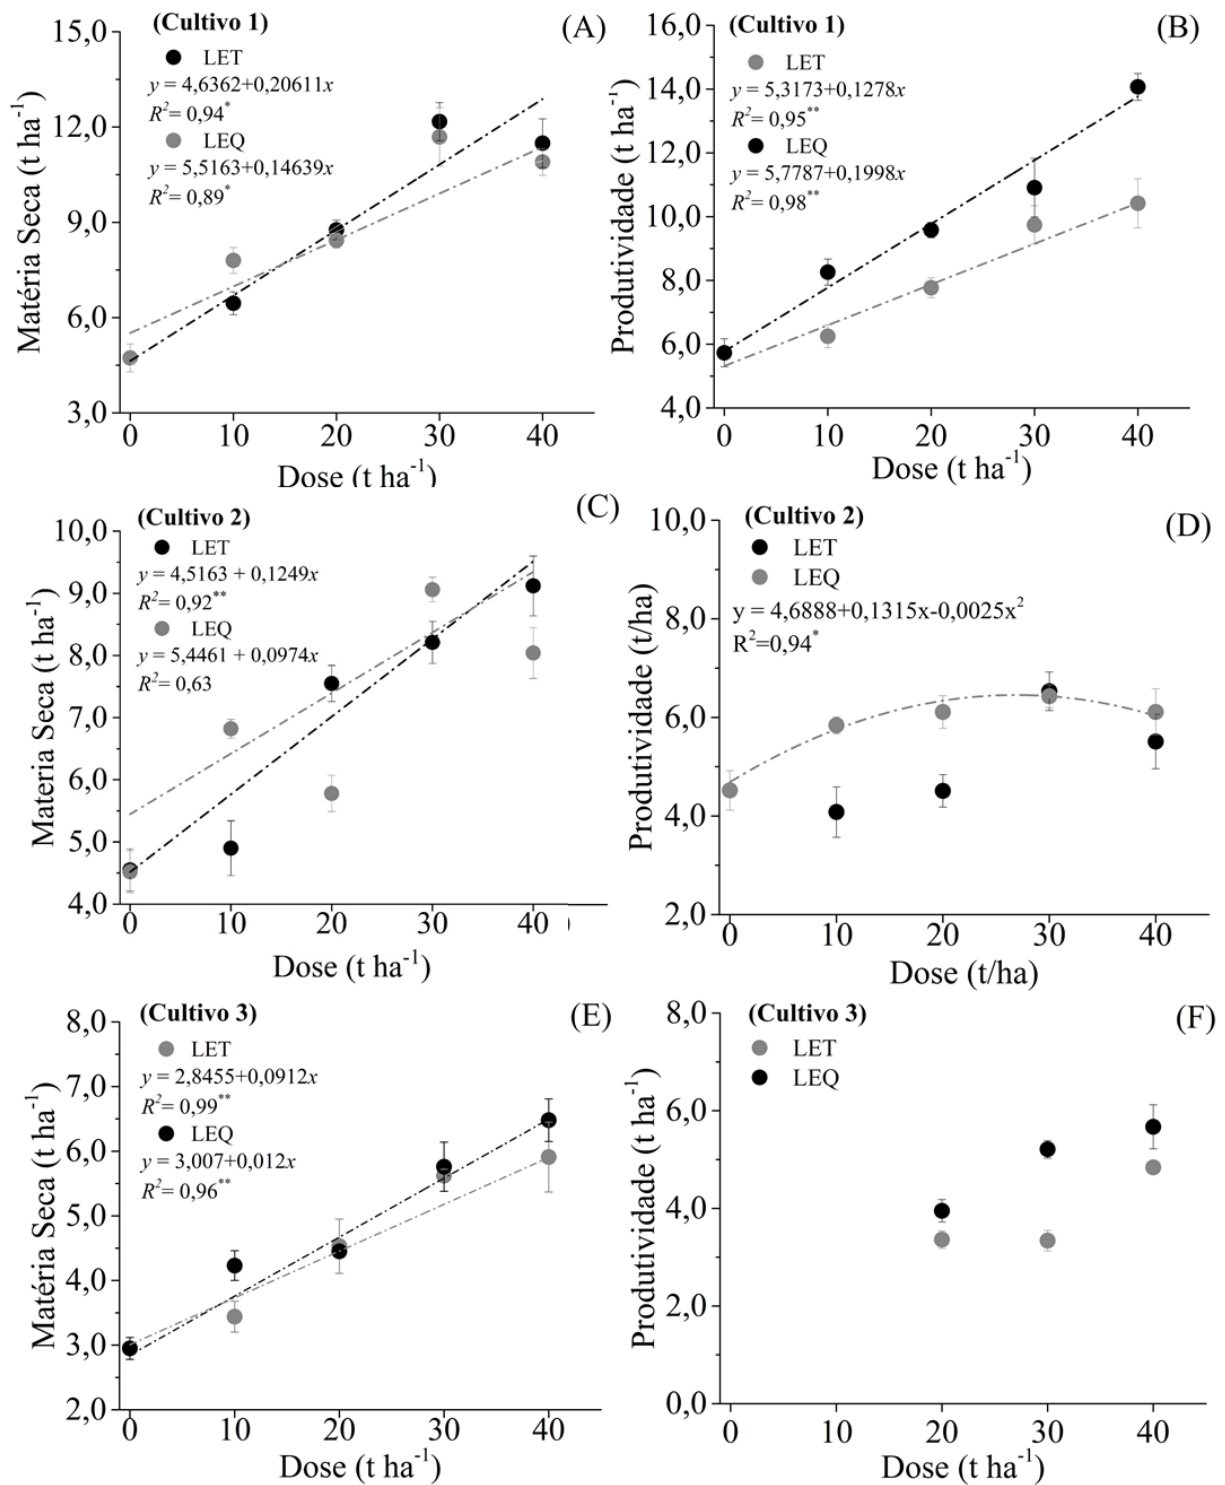 (Cultivo 1)
(A)
LET
y = 4,6362+0,20611x
R²= 0,94*
LEQ
y = 5,5163+0,14639x
R²= 0,89*
Matéria Seca (t ha⁻¹)
15,0
12,0
9,0
6,0
3,0
0 10 20 30 40
Dose (t ha⁻¹)
(Cultivo 1)
(B)
LET
y = 5,3173+0,1278x
R²= 0,95**
LEQ
y = 5,7787+0,1998x
R²= 0,98**
Produtividade (t ha⁻¹)
16,0
14,0
12,0
10,0
8,0
6,0
4,0
0 10 20 30 40
Dose (t ha⁻¹)
(Cultivo 2)
(C)
LET
y = 4,5163 + 0,1249x
R²= 0,92**
LEQ
y = 5,4461 + 0,0974x
R²= 0,63
Materia Seca (t ha⁻¹)
10,0
9,0
8,0
7,0
6,0
5,0
4,0
0 10 20 30 40
Dose (t ha⁻¹)
(Cultivo 2)
(D)
LET
LEQ
y = 4,6888+0,1315x-0,0025x²
R²=0,94*
Produtividade (t/ha)
10,0
8,0
6,0
4,0
2,0
0 10 20 30 40
Dose (t/ha)
(Cultivo 3)
(E)
LET
y = 2,8455+0,0912x
R²= 0,99**
LEQ
y = 3,007+0,012x
R²= 0,96**
Matéria Seca (t ha⁻¹)
8,0
7,0
6,0
5,0
4,0
3,0
2,0
0 10 20 30 40
Dose (t ha⁻¹)
(Cultivo 3)
(F)
LET
LEQ
Produtividade (t ha⁻¹)
8,0
6,0
4,0
2,0
0,0
0 10 20 30 40
Dose (t ha⁻¹)